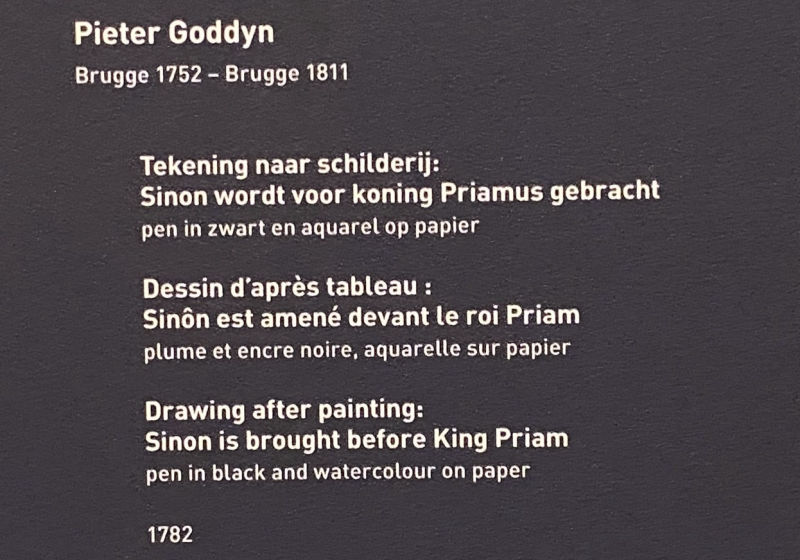 Pieter Goddyn
Brugge 1752 – Brugge 1811
Tekening naar schilderij:
Sinon wordt voor koning Priamus gebracht
pen in zwart en aquarel op papier
Dessin d'après tableau :
Sinôn est amené devant le roi Priam
plume et encre noire, aquarelle sur papier
Drawing after painting:
Sinon is brought before King Priam
pen in black and watercolour on paper
1782